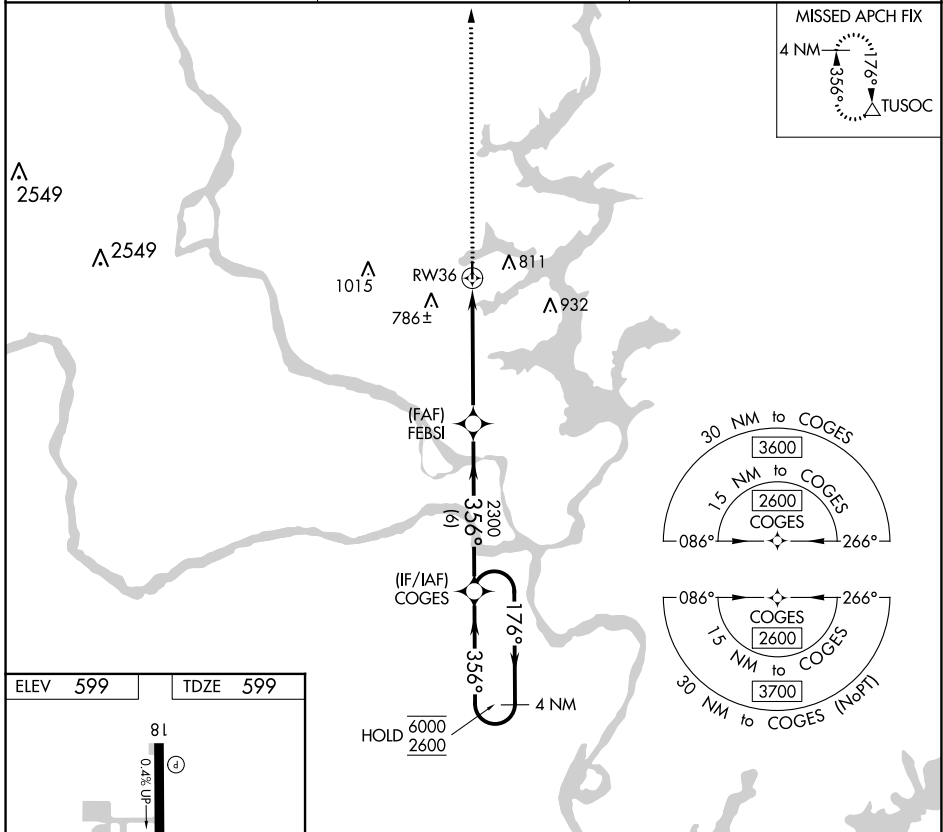 MISSED APCH FIX
4 NM
356°
176°
TUSOC
2549
2549
1015
RW36
811
786±
932
(FAF)
FEBSI
2300
356°
(6)
(IF/IAF)
COGES
176°
356°
4 NM
HOLD
6000
2600
30 NM to COGES
3600
15 NM to COGES
2600
COGES
086°
266°
086°
266°
COGES
2600
15 NM to COGES
3700
30 NM to COGES (NoPT)
ELEV 599
TDZE 599
18
P
0.4% UP